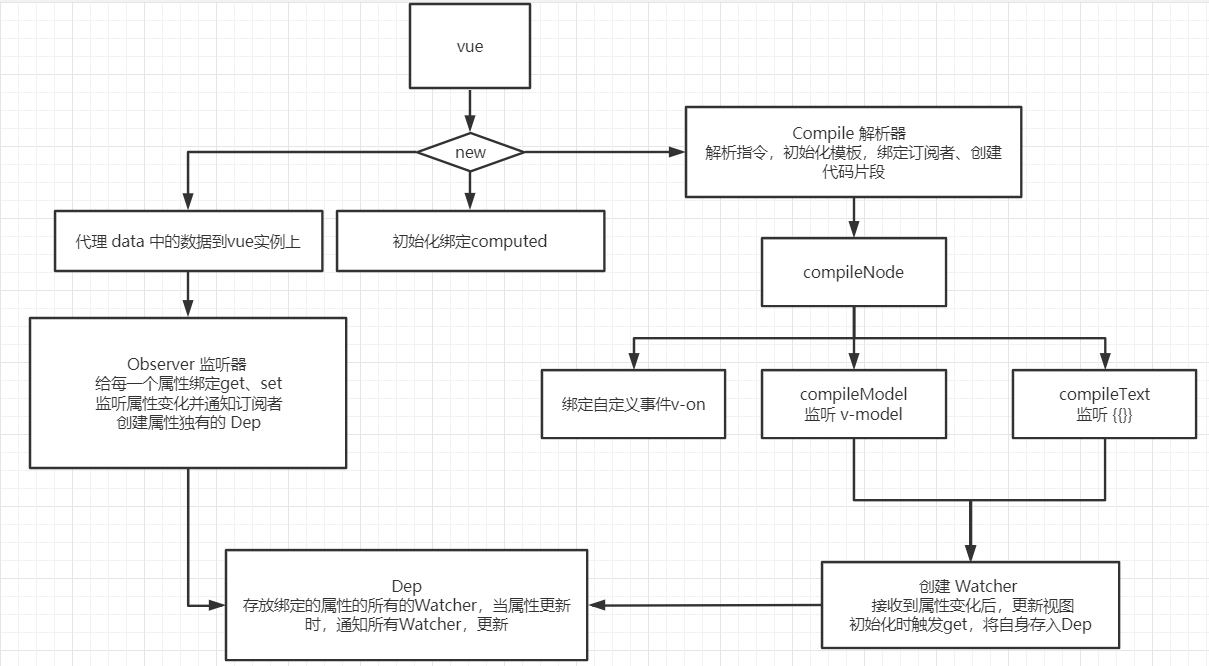 vue
new
Compile 解析器
解析指令，初始化模板，绑定订阅者、创建
代码片段
代理 data 中的数据到vue实例上
初始化绑定computed
compileNode
Observer 监听器
给每一个属性绑定get、set
监听属性变化并通知订阅者
创建属性独有的 Dep
绑定自定义事件v-on
compileModel
监听 v-model
compileText
监听 {{}}
Dep
存放绑定的属性的所有的Watcher，当属性更新
时，通知所有Watcher，更新
创建 Watcher
接收到属性变化后，更新视图
初始化时触发get，将自身存入Dep